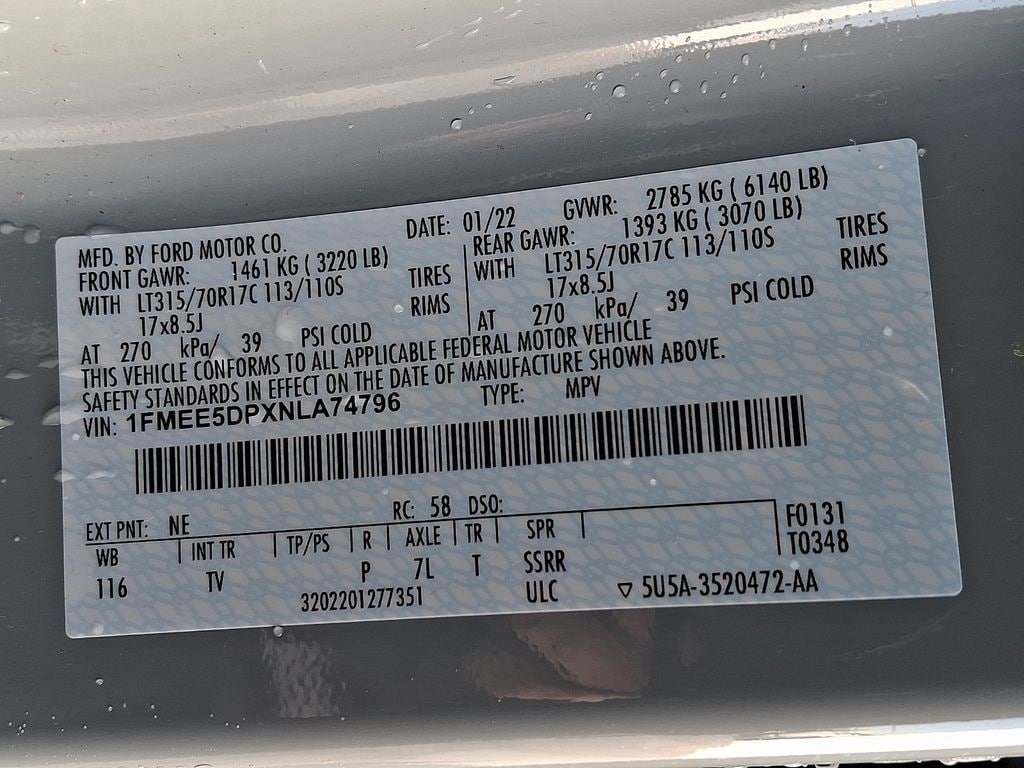 MFD. BY FORD MOTOR CO. DATE: 01/22 GVWR: 2785 KG ( 6140 LB)
FRONT GAWR: 1461 KG ( 3220 LB) REAR GAWR: 1393 KG ( 3070 LB)
WITH LT315/70R17C 113/110S TIRES WITH LT315/70R17C 113/110S TIRES
17x8.5J RIMS 17x8.5J RIMS
AT 270 kPa/ 39 PSI COLD AT 270 kPa/ 39 PSI COLD
THIS VEHICLE CONFORMS TO ALL APPLICABLE FEDERAL MOTOR VEHICLE
SAFETY STANDARDS IN EFFECT ON THE DATE OF MANUFACTURE SHOWN ABOVE.
VIN: 1FMEE5DPXNLA74796 TYPE: MPV
EXT PNT: NE RC: 58 DSO:
WB INT TR TP/PS R AXLE TR SPR F0131
116 TV P 7L T SSRR T0348
3202201277351 ULC ▽ 5U5A-3520472-AA